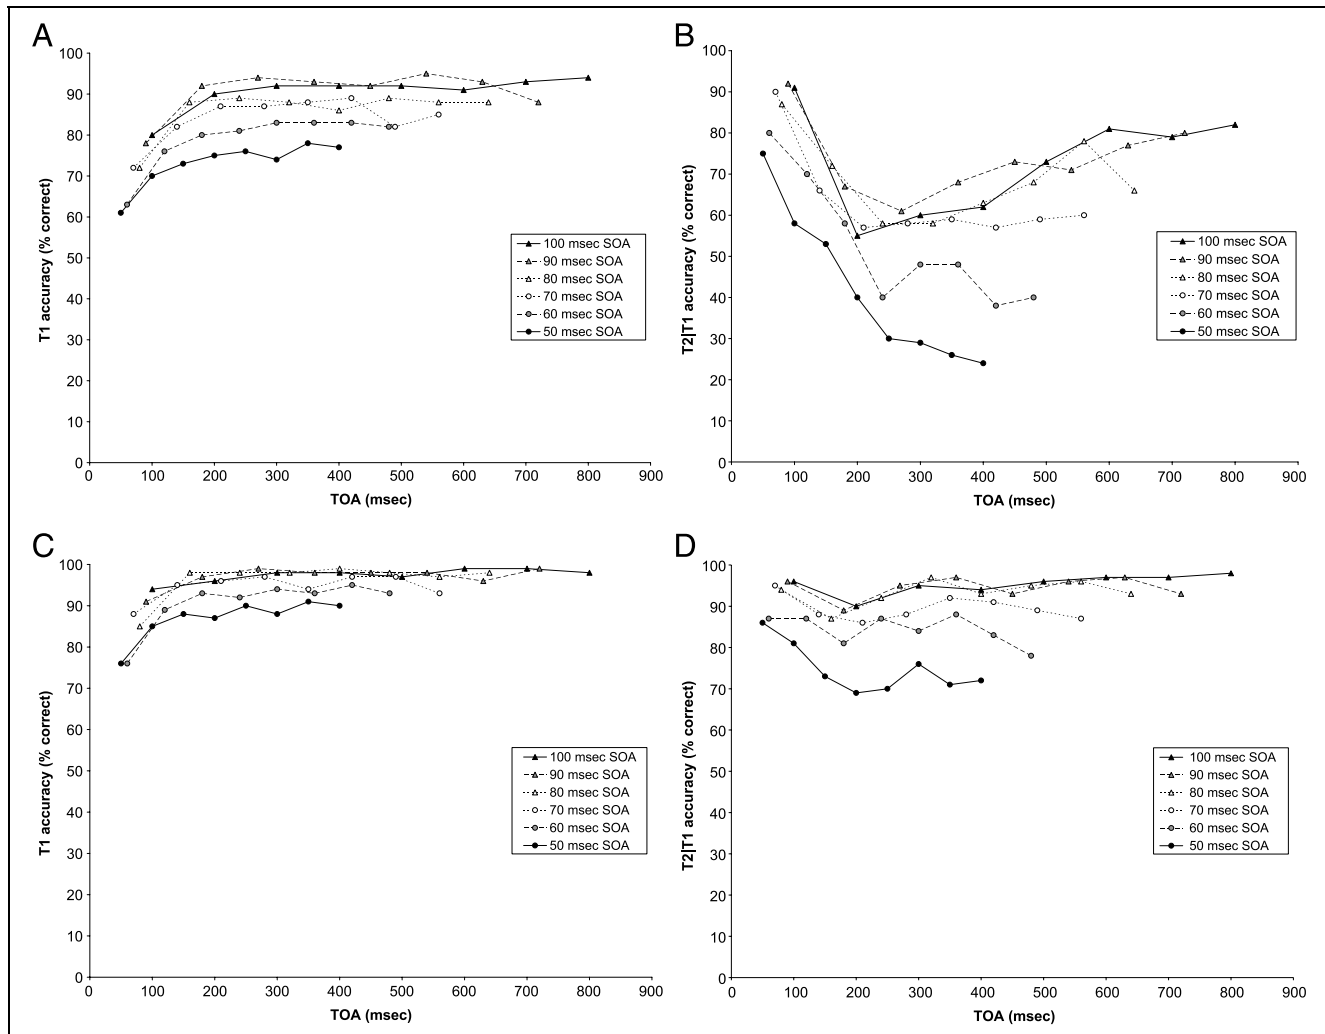 A
T1 accuracy (% correct)
100
90
80
70
60
50
40
30
20
10
0
0 100 200 300 400 500 600 700 800 900
TOA (msec)
100 msec SOA
90 msec SOA
80 msec SOA
70 msec SOA
60 msec SOA
50 msec SOA
B
T2|T1 accuracy (% correct)
100
90
80
70
60
50
40
30
20
10
0
0 100 200 300 400 500 600 700 800 900
TOA (msec)
100 msec SOA
90 msec SOA
80 msec SOA
70 msec SOA
60 msec SOA
50 msec SOA
C
T1 accuracy (% correct)
100
90
80
70
60
50
40
30
20
10
0
0 100 200 300 400 500 600 700 800 900
TOA (msec)
100 msec SOA
90 msec SOA
80 msec SOA
70 msec SOA
60 msec SOA
50 msec SOA
D
T2|T1 accuracy (% correct)
100
90
80
70
60
50
40
30
20
10
0
0 100 200 300 400 500 600 700 800 900
TOA (msec)
100 msec SOA
90 msec SOA
80 msec SOA
70 msec SOA
60 msec SOA
50 msec SOA